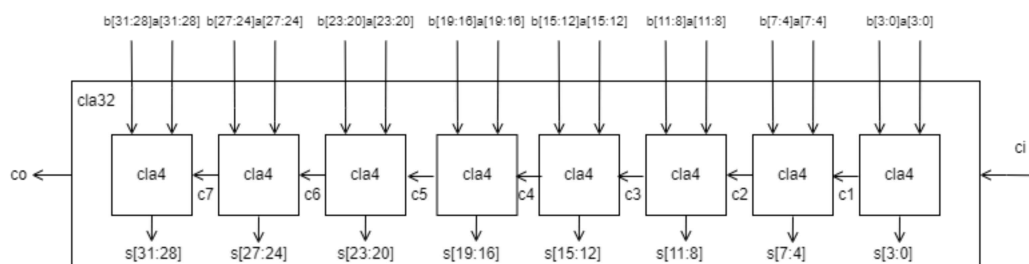 b[31:28]a[31:28] b[27:24]a[27:24] b[23:20]a[23:20] b[19:16]a[19:16] b[15:12]a[15:12] b[11:8]a[11:8] b[7:4]a[7:4] b[3:0]a[3:0]
cla32
ci
co cla4 cla4 cla4 cla4 cla4 cla4 cla4 cla4
c7 c6 c5 c4 c3 c2 c1
s[31:28] s[27:24] s[23:20] s[19:16] s[15:12] s[11:8] s[7:4] s[3:0]